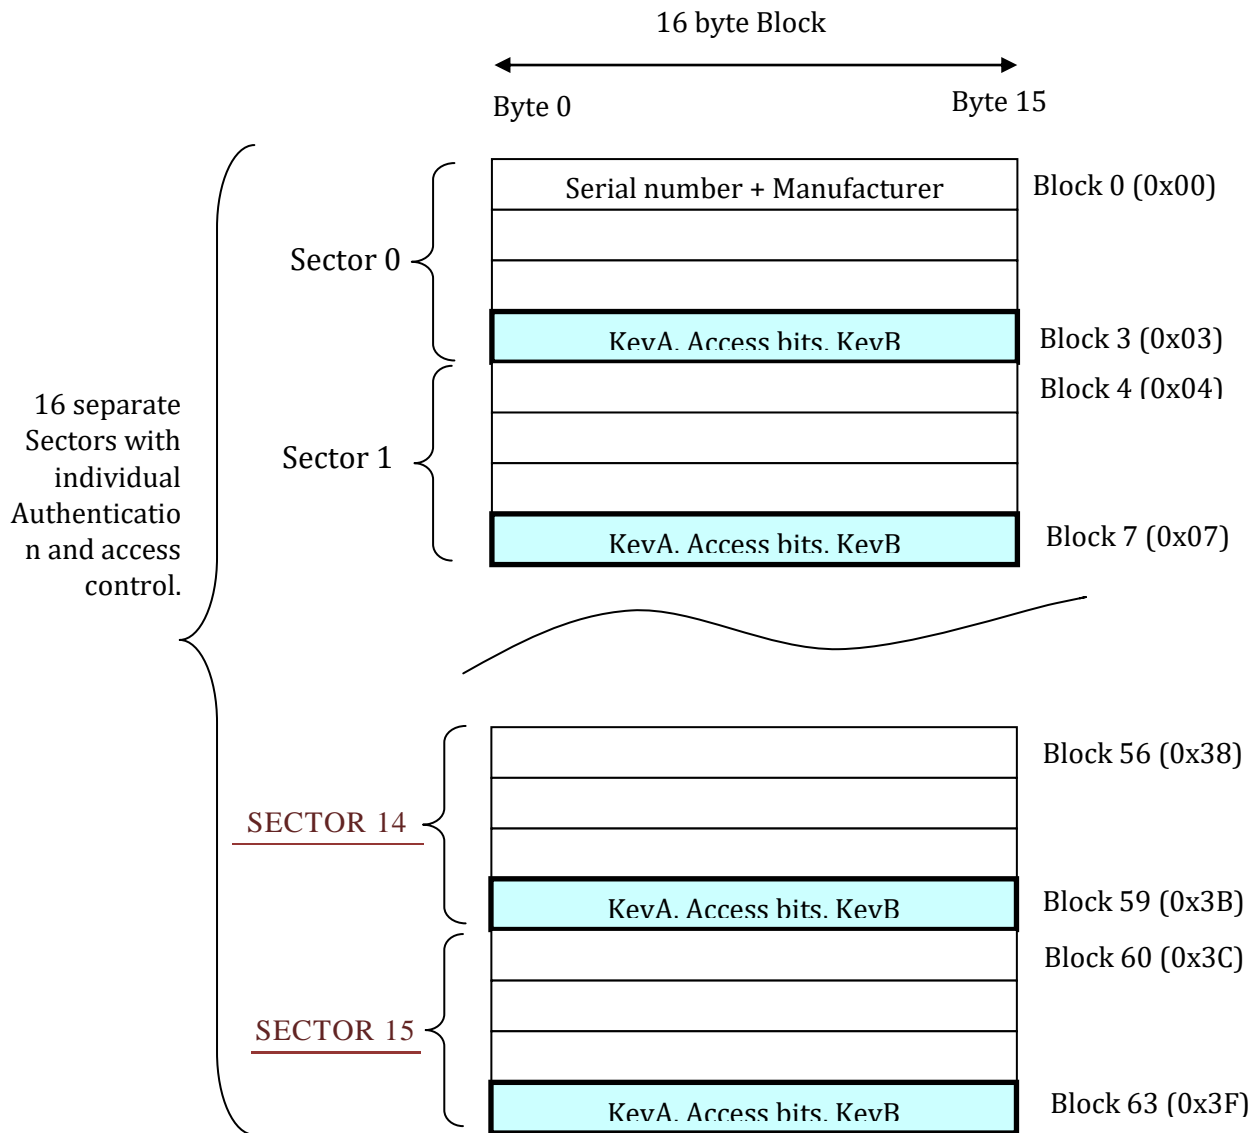 16 byte Block
Byte 0
Byte 15
Serial number + Manufacturer
Block 0 (0x00)
Sector 0
KeyA, Access bits, KeyB
Block 3 (0x03)
Block 4 (0x04)
16 separate
Sectors with
individual
Authenticatio
n and access
control.
Sector 1
KeyA, Access bits, KeyB
Block 7 (0x07)
Block 56 (0x38)
SECTOR 14
KeyA, Access bits, KeyB
Block 59 (0x3B)
Block 60 (0x3C)
SECTOR 15
KeyA, Access bits, KeyB
Block 63 (0x3F)